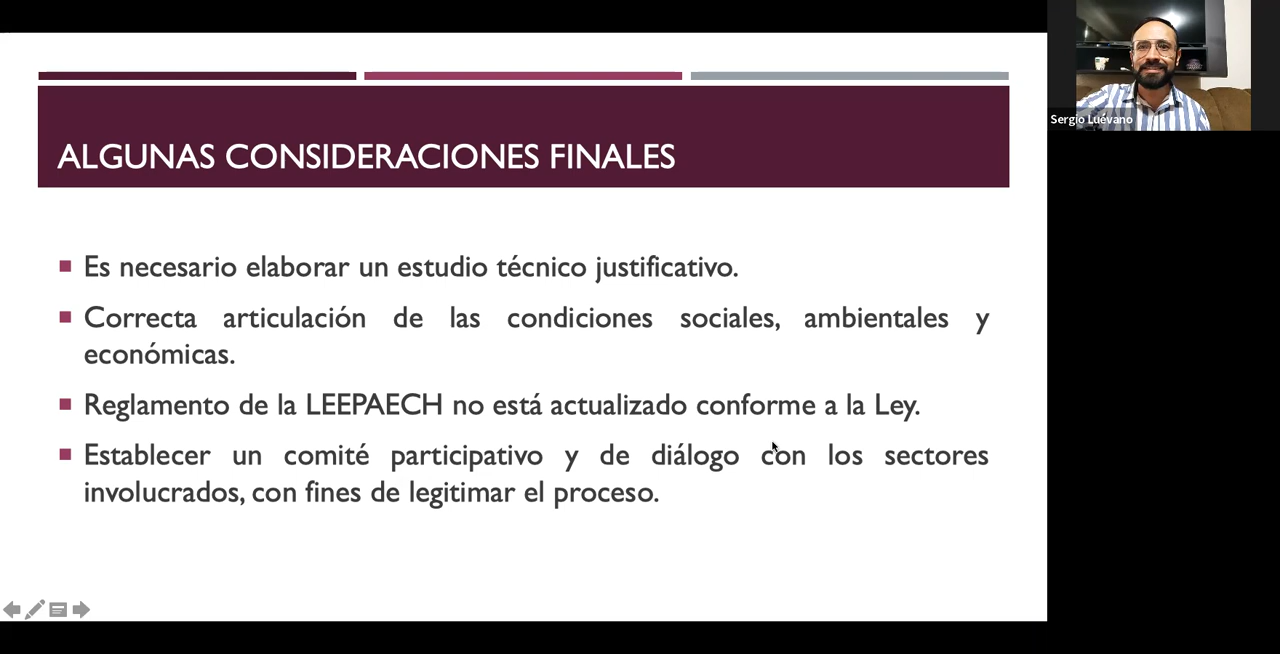 ALGUNAS CONSIDERACIONES FINALES
Es necesario elaborar un estudio técnico justificativo.
Correcta articulación de las condiciones sociales, ambientales y
económicas.
Reglamento de la LEEPAECH no está actualizado conforme a la Ley.
Establecer un comité participativo y de diálogo con los sectores
involucrados, con fines de legitimar el proceso.
Sergio Luévano